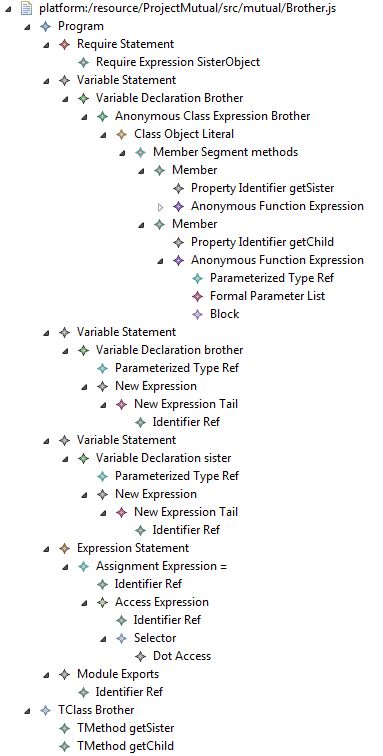 platform:/resource/ProjectMutual/src/mutual/Brother.js
Program
Require Statement
Require Expression SisterObject
Variable Statement
Variable Declaration Brother
Anonymous Class Expression Brother
Class Object Literal
Member Segment methods
Member
Property Identifier getSister
Anonymous Function Expression
Member
Property Identifier getChild
Anonymous Function Expression
Parameterized Type Ref
Formal Parameter List
Block
Variable Statement
Variable Declaration brother
Parameterized Type Ref
New Expression
New Expression Tail
Identifier Ref
Variable Statement
Variable Declaration sister
Parameterized Type Ref
New Expression
New Expression Tail
Identifier Ref
Expression Statement
Assignment Expression =
Identifier Ref
Access Expression
Identifier Ref
Selector
Dot Access
Module Exports
Identifier Ref
TClass Brother
TMethod getSister
TMethod getChild